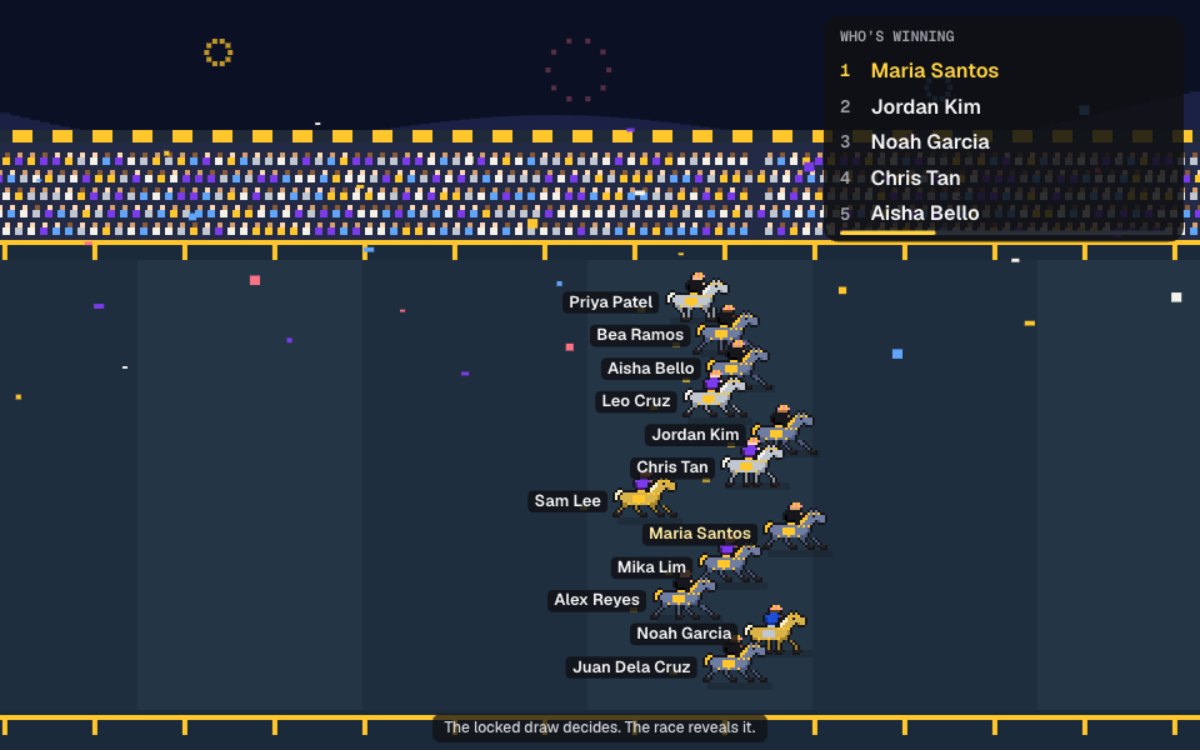 WHO'S WINNING
1 Maria Santos
2 Jordan Kim
3 Noah Garcia
4 Chris Tan
5 Aisha Bello
Priya Patel
Bea Ramos
Aisha Bello
Leo Cruz
Jordan Kim
Chris Tan
Sam Lee
Maria Santos
Mika Lim
Alex Reyes
Noah Garcia
Juan Dela Cruz
The locked draw decides. The race reveals it.